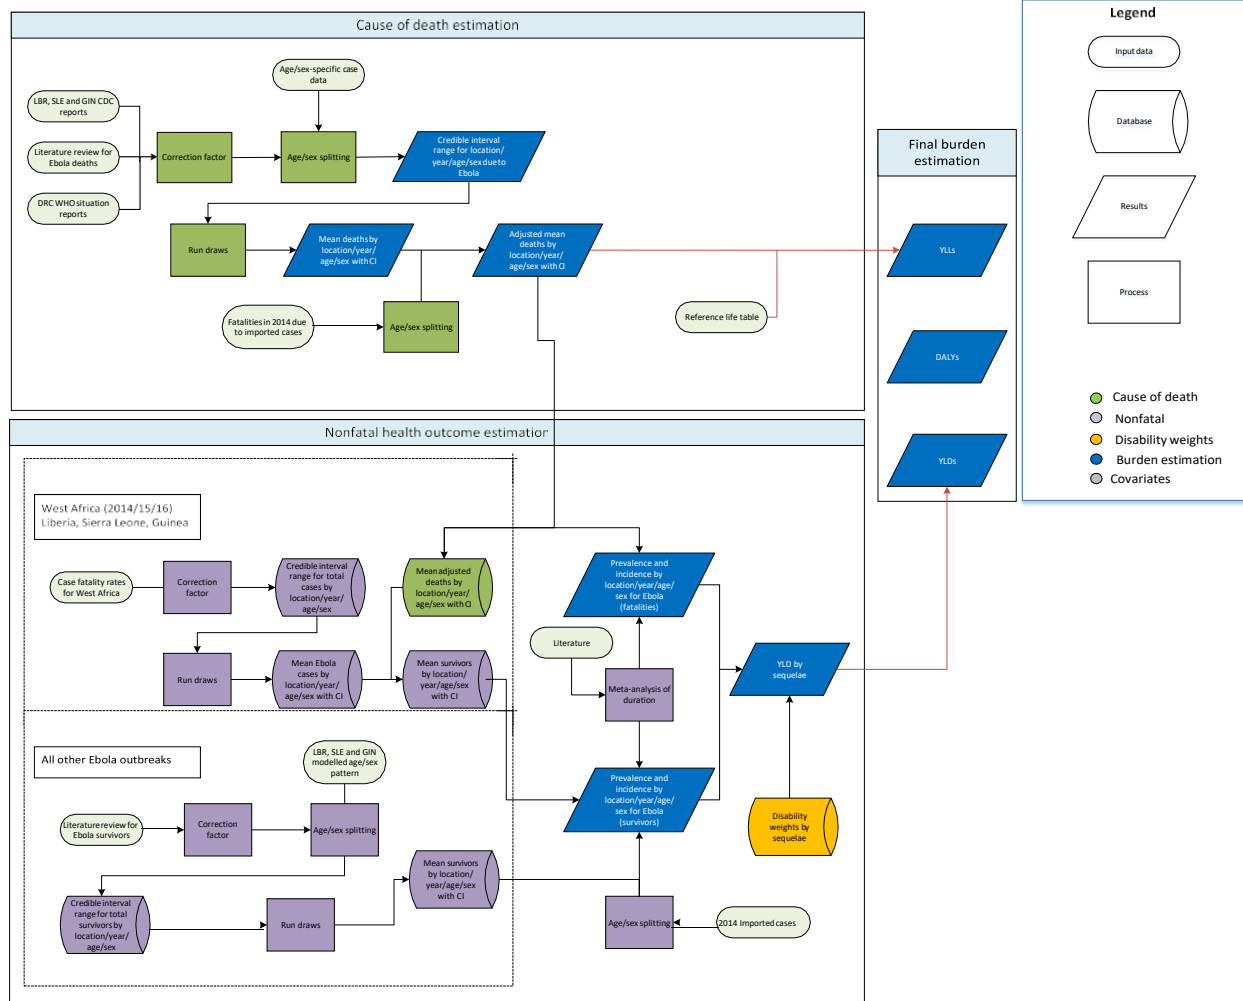 Cause of death estimation
Age/sex-specific case
data
LBR, SLE and GIN CDC
reports
Literature review for
Ebola deaths
DRC WHO situation
reports
Correction factor
Age/sex splitting
Credible interval
range for location/
year/age/sex due to
Ebola
Run draws
Mean deaths by
location/year/
age/sex with CI
Adjusted mean
deaths by
location/year/
age/sex with CI
Fatalities in 2014 due
to imported cases
Age/sex splitting
Reference life table
Final burden
estimation
YLLs
DALYs
YLDs
Legend
Input data
Database
Results
Process
Cause of death
Nonfatal
Disability weights
Burden estimation
Covariates
Nonfatal health outcome estimation
West Africa (2014/15/16)
Liberia, Sierra Leone, Guinea
Case fatality rates
for West Africa
Correction
factor
Credible interval
range for total
cases by
location/year/
age/sex
Mean adjusted
deaths by
location/year/
age/sex with CI
Run draws
Mean Ebola
cases by
location/year/
age/sex with CI
Mean survivors
by location/
year/age/sex
with CI
Prevalence and
incidence by
location/year/age/
sex for Ebola
(fatalities)
Literature
Meta-analysis of
duration
YLD by
sequelae
All other Ebola outbreaks
LBR, SLE and GIN
modelled age/sex
pattern
Literature review for
Ebola survivors
Correction
factor
Age/sex splitting
Prevalence and
incidence by
location/year/age/
sex for Ebola
(survivors)
Disability
weights by
sequelae
Credible interval
range for total
survivors by
location/year/
age/sex
Run draws
Mean survivors
by location/
year/age/sex
with CI
Age/sex splitting
2014 Imported cases